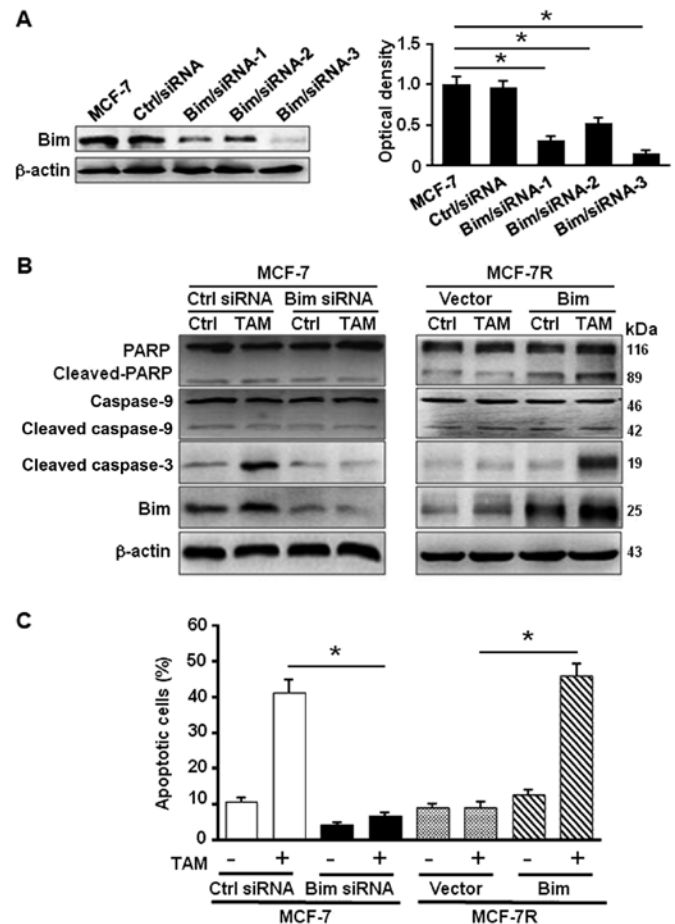 A
MCF-7
Ctrl/siRNA
Bim/siRNA-1
Bim/siRNA-2
Bim/siRNA-3
Bim
β-actin
Optical density
1.5
1.0
0.5
0
*
*
*
MCF-7
Ctrl/siRNA
Bim/siRNA-1
Bim/siRNA-2
Bim/siRNA-3
B
MCF-7 MCF-7R
Ctrl siRNA Bim siRNA Vector Bim
Ctrl TAM Ctrl TAM Ctrl TAM Ctrl TAM kDa
PARP 116
Cleaved-PARP 89
Caspase-9 46
Cleaved caspase-9 42
Cleaved caspase-3 19
Bim 25
β-actin 43
C
Apoptotic cells (%)
60
50
40
30
20
10
0
* *
TAM - + - + - + - +
Ctrl siRNA Bim siRNA Vector Bim
MCF-7 MCF-7R